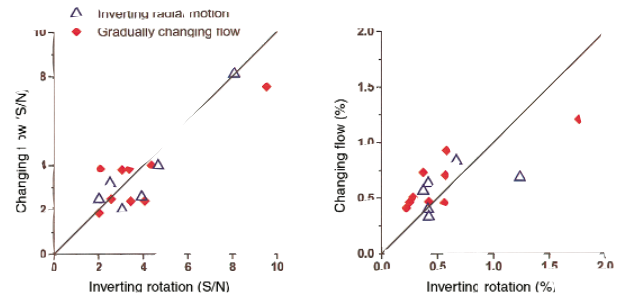 Inverting radial motion
Gradually changing flow
10
8
4
2
0
0 2 4 6 8 10
Changing flow (S/N)
Inverting rotation (S/N)
2.0
1.5
1.0
0.5
0.0
0.0 0.5 1.0 1.5 2.0
Changing flow (%)
Inverting rotation (%)